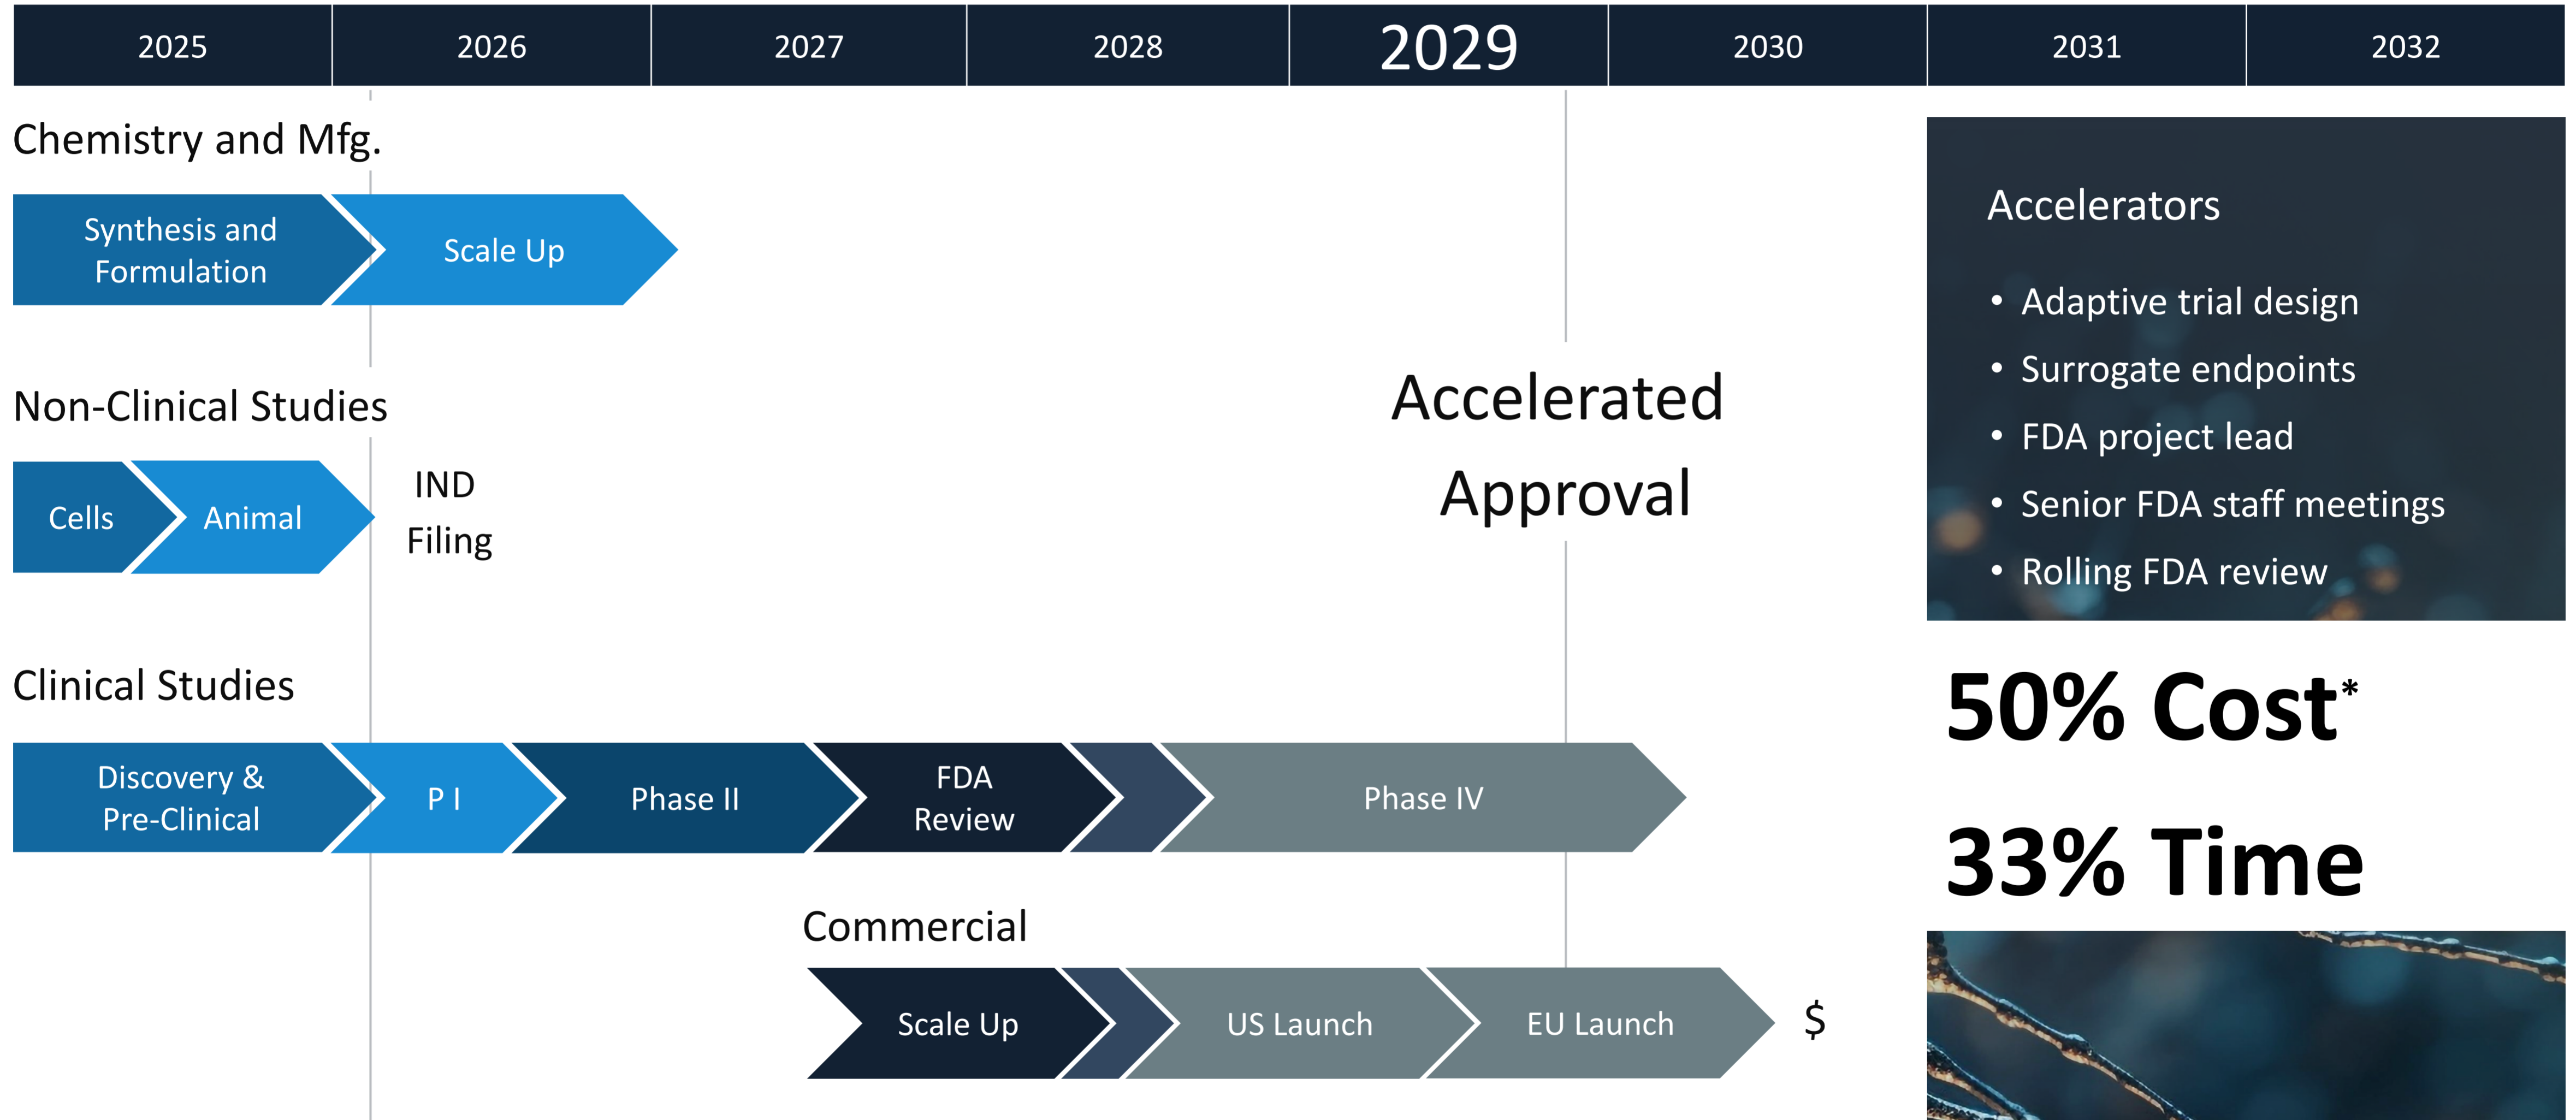 2025 2026 2027 2028 2029 2030 2031 2032
Chemistry and Mfg.
Synthesis and
Formulation
Scale Up
Non-Clinical Studies
Cells
Animal
IND
Filing
Clinical Studies
Discovery &
Pre-Clinical
P I
Phase II
FDA
Review
Phase IV
Commercial
Scale Up
US Launch
EU Launch
$
Accelerated
Approval
Accelerators
• Adaptive trial design
• Surrogate endpoints
• FDA project lead
• Senior FDA staff meetings
• Rolling FDA review
50% Cost*
33% Time